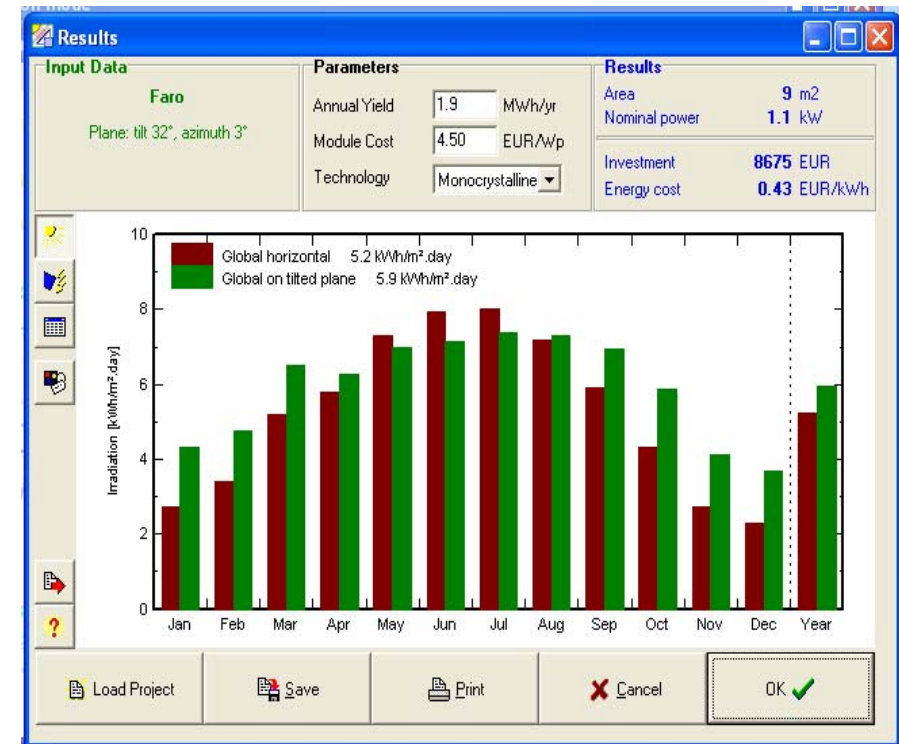 on mode
Results
Input Data
Faro
Plane: tilt 32°, azimuth 3°
Parameters
Annual Yield 1.9 MWh/yr
Module Cost 4.50 EUR/Wp
Technology Monocrystalline
Results
Area 9 m2
Nominal power 1.1 kW
Investment 8675 EUR
Energy cost 0.43 EUR/kWh
Global horizontal 5.2 kWh/m².day
Global on tilted plane 5.9 kWh/m².day
Irradiation [kWh/m².day]
10
8
6
4
2
0
Jan Feb Mar Apr May Jun Jul Aug Sep Oct Nov Dec Year
?
Load Project Save Print Cancel OK